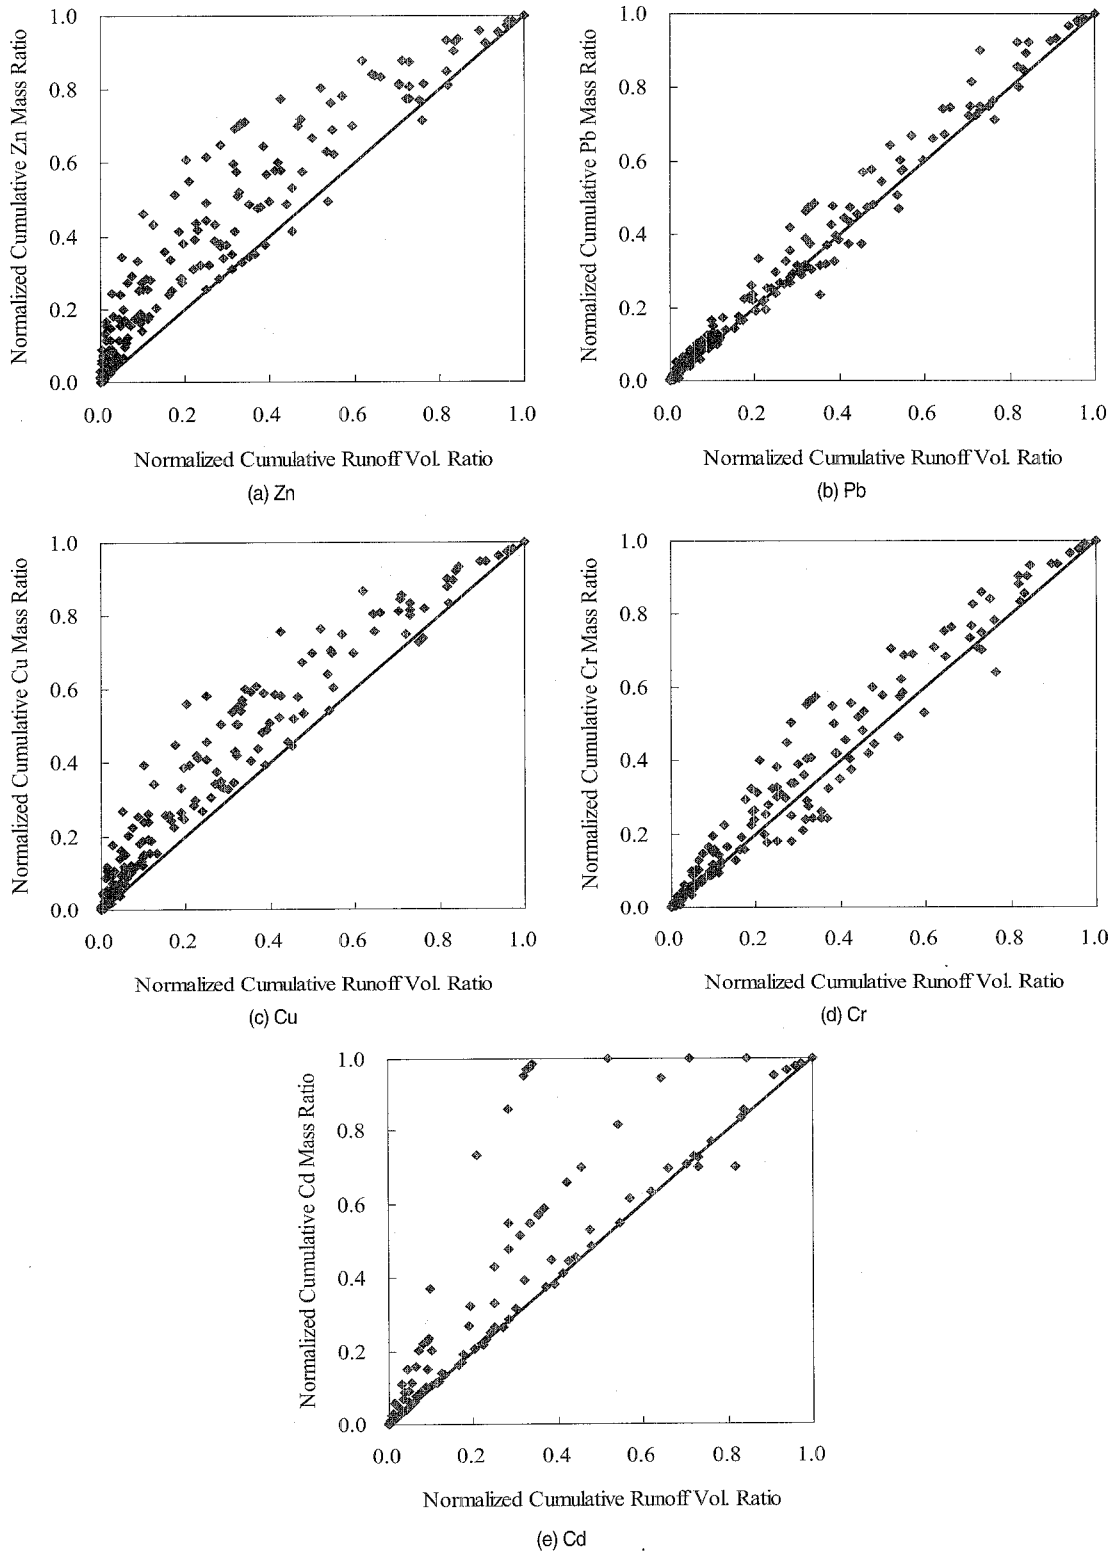 Normalized Cumulative Zn Mass Ratio
1.0
0.8
0.6
0.4
0.2
0.0
0.0 0.2 0.4 0.6 0.8 1.0
Normalized Cumulative Runoff Vol. Ratio
(a) Zn
Normalized Cumulative Pb Mass Ratio
1.0
0.8
0.6
0.4
0.2
0.0
0.0 0.2 0.4 0.6 0.8 1.0
Normalized Cumulative Runoff Vol. Ratio
(b) Pb
Normalized Cumulative Cu Mass Ratio
1.0
0.8
0.6
0.4
0.2
0.0
0.0 0.2 0.4 0.6 0.8 1.0
Normalized Cumulative Runoff Vol. Ratio
(c) Cu
Normalized Cumulative Cr Mass Ratio
1.0
0.8
0.6
0.4
0.2
0.0
0.0 0.2 0.4 0.6 0.8 1.0
Normalized Cumulative Runoff Vol. Ratio
(d) Cr
Normalized Cumulative Cd Mass Ratio
1.0
0.8
0.6
0.4
0.2
0.0
0.0 0.2 0.4 0.6 0.8 1.0
Normalized Cumulative Runoff Vol. Ratio
(e) Cd